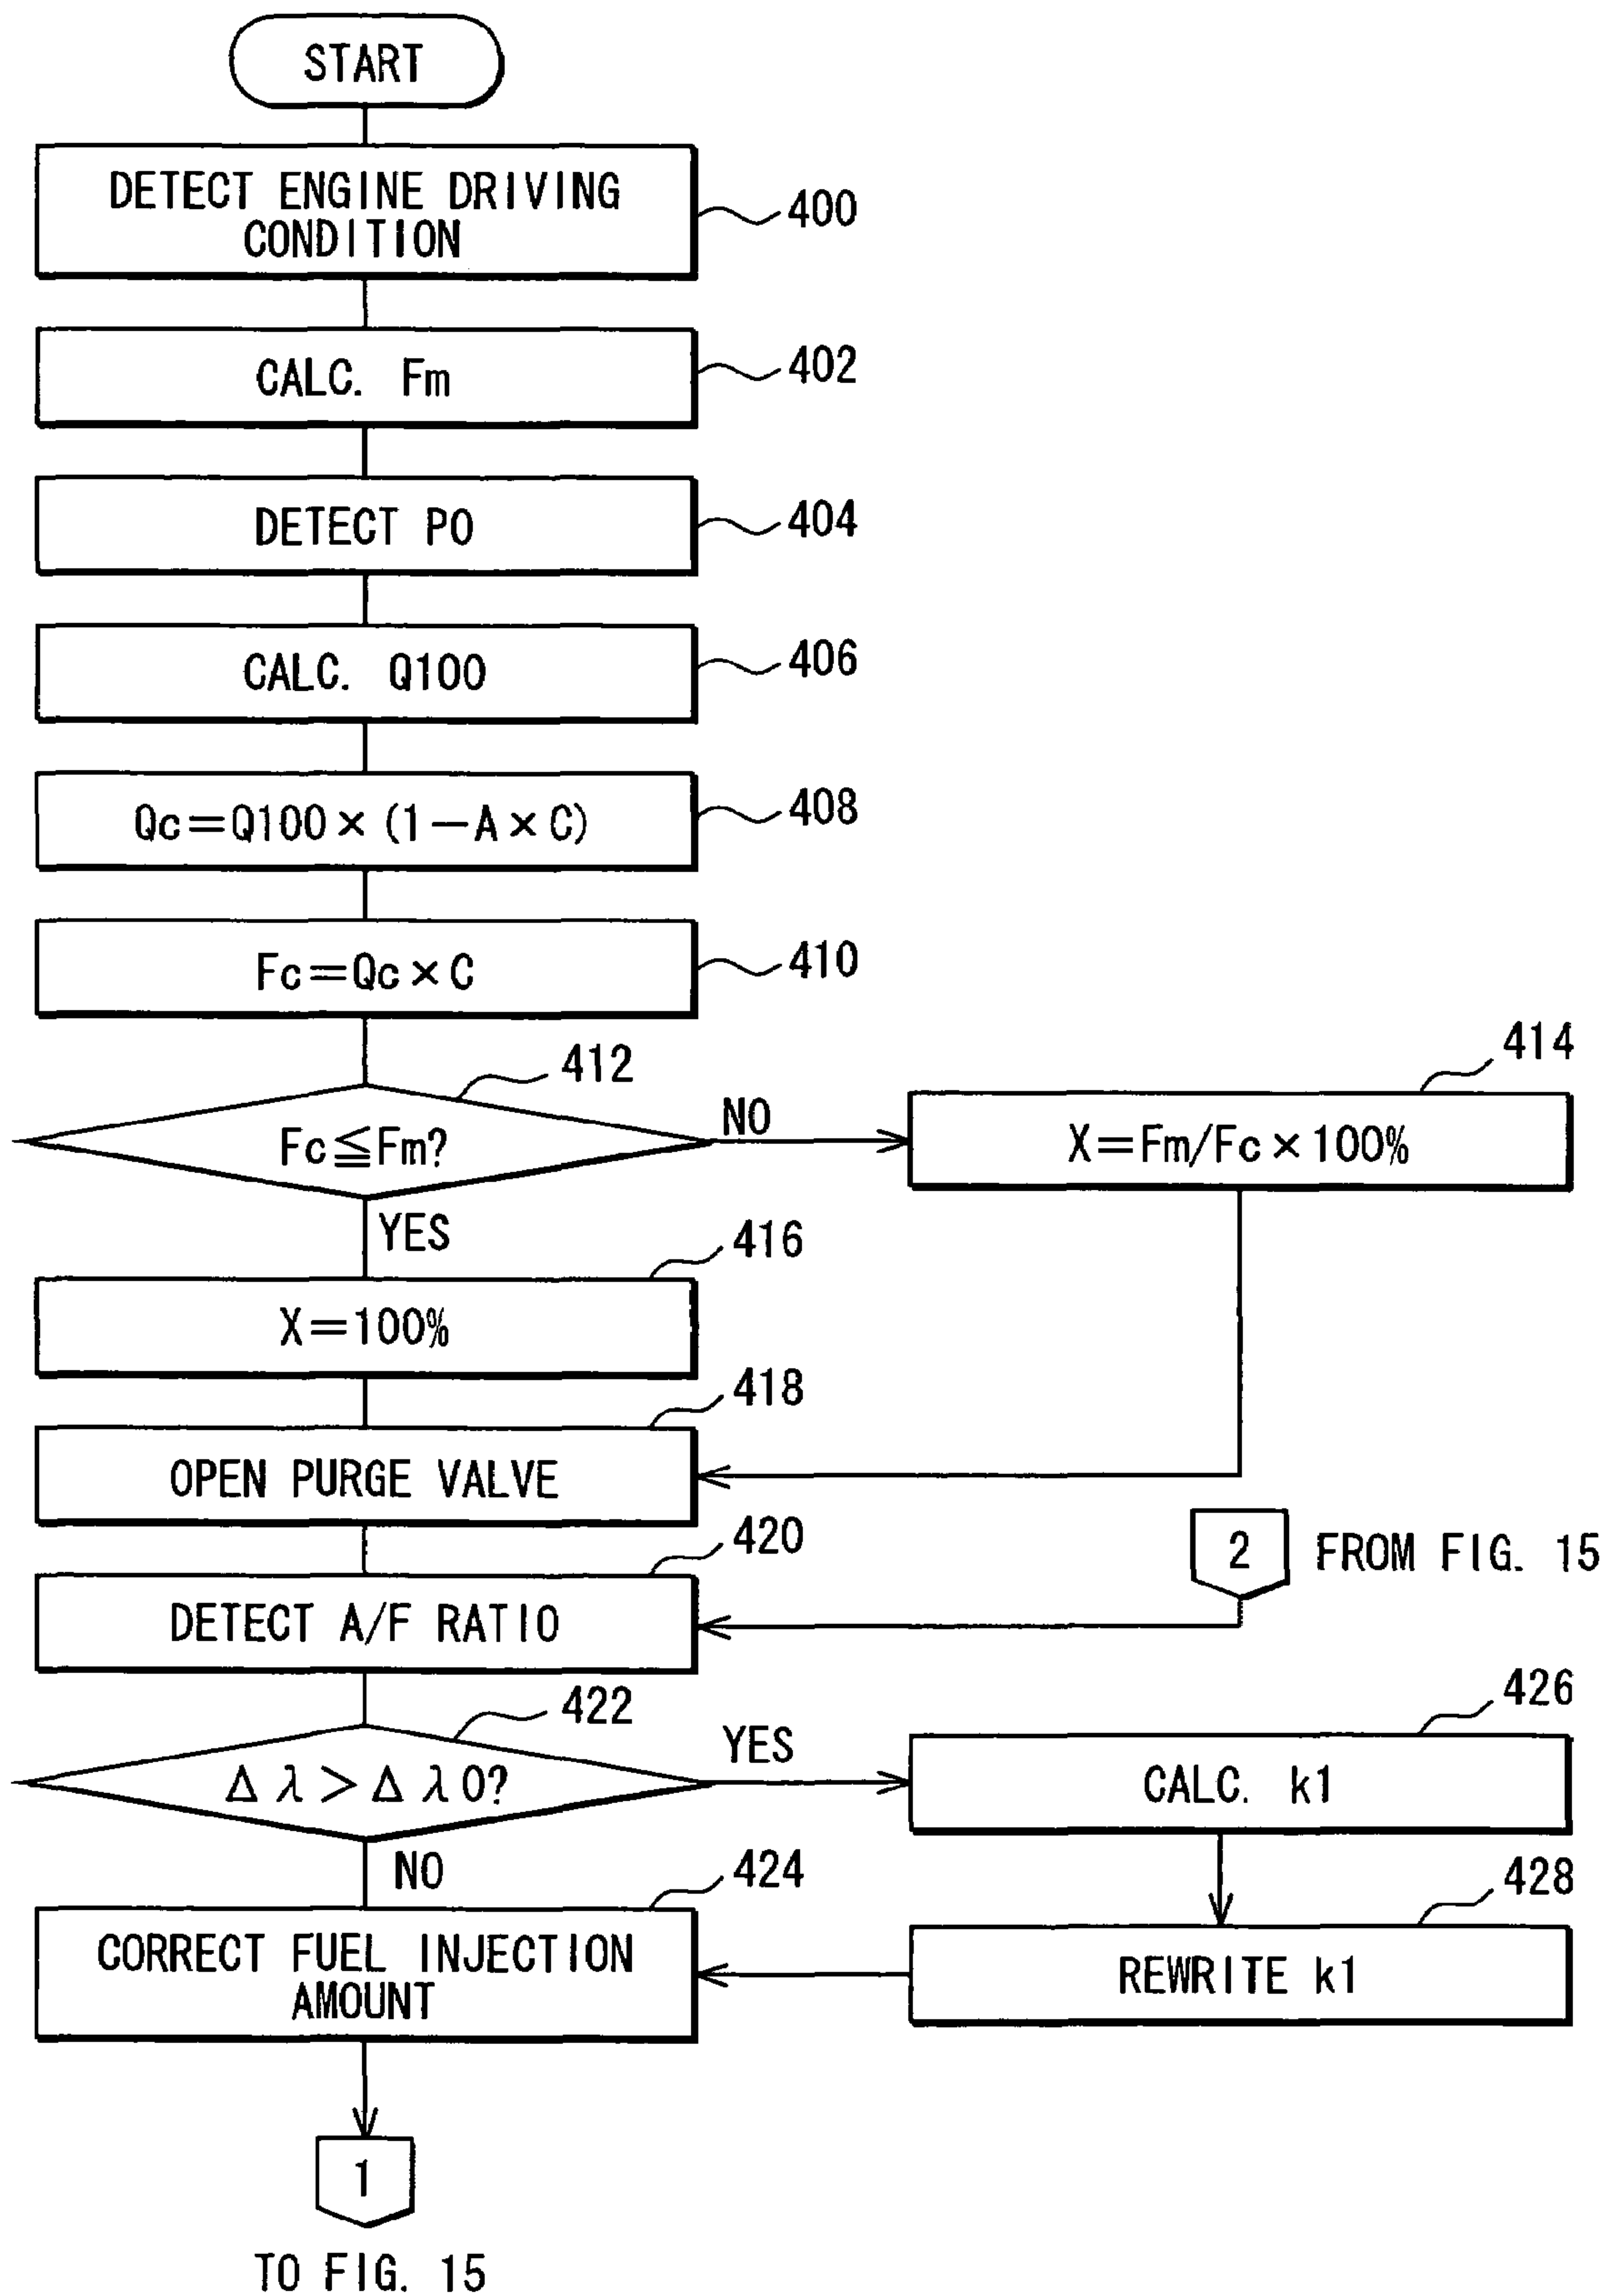 START
DETECT ENGINE DRIVING
CONDITION
400
CALC. Fm
402
DETECT P0
404
CALC. Q100
406
Qc=Q100×(1-A×C)
408
Fc=Qc×C
410
412
Fc≦Fm?
NO
414
X=Fm/Fc×100%
YES
416
X=100%
418
OPEN PURGE VALVE
420
2 FROM FIG. 15
DETECT A/F RATIO
422
Δλ>Δλ0?
YES
426
CALC. k1
NO
424
CORRECT FUEL INJECTION
AMOUNT
428
REWRITE k1
1
TO FIG. 15